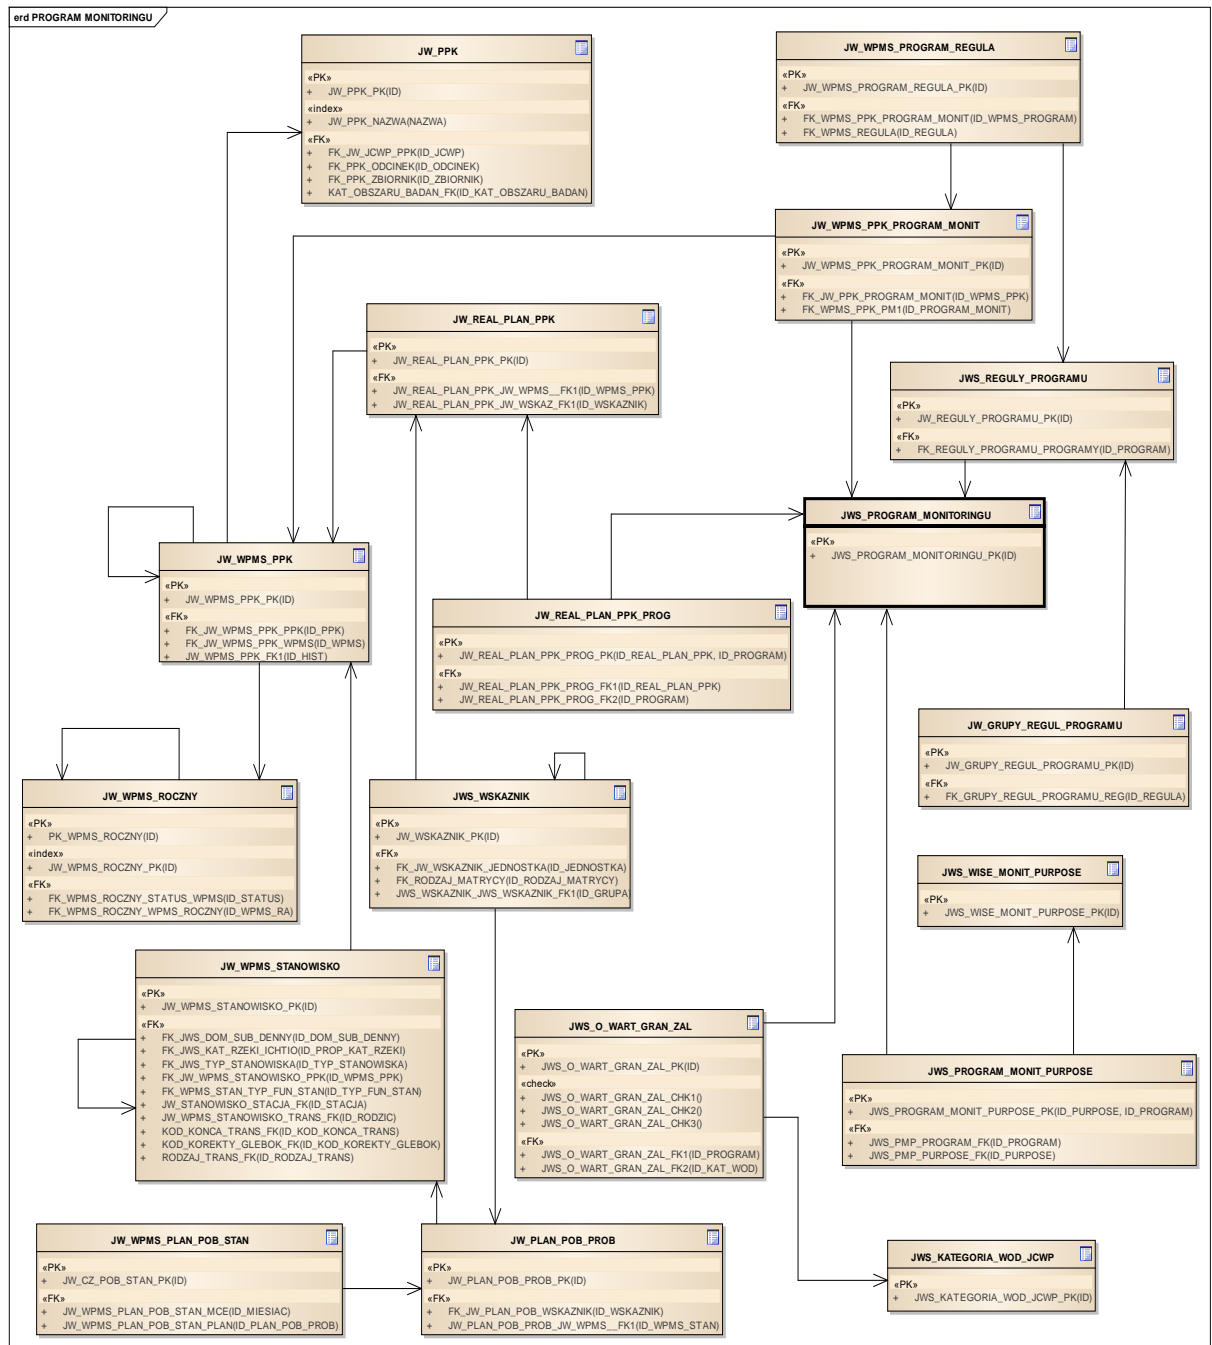 erd PROGRAM MONITORINGU
JW_PPK
«PK»
+ JW_PPK_PK(ID)
«index»
+ JW_PPK_NAZWA(NAZWA)
«FK»
+ FK_JW_JCWP_PPK(ID_JCWP)
+ FK_PPK_ODCINEK(ID_ODCINEK)
+ FK_PPK_ZBIORNIK(ID_ZBIORNIK)
+ KAT_OBSZARU_BADAN_FK(ID_KAT_OBSZARU_BADAN)
JW_WPMS_PROGRAM_REGULA
«PK»
+ JW_WPMS_PROGRAM_REGULA_PK(ID)
«FK»
+ FK_WPMS_PPK_PROGRAM_MONIT(ID_WPMS_PROGRAM)
+ FK_WPMS_REGULA(ID_REGULA)
JW_WPMS_PPK_PROGRAM_MONIT
«PK»
+ JW_WPMS_PPK_PROGRAM_MONIT_PK(ID)
«FK»
+ FK_JW_PPK_PROGRAM_MONIT(ID_WPMS_PPK)
+ FK_WPMS_PPK_PM1(ID_PROGRAM_MONIT)
JW_REAL_PLAN_PPK
«PK»
+ JW_REAL_PLAN_PPK_PK(ID)
«FK»
+ JW_REAL_PLAN_PPK_JW_WPMS__FK1(ID_WPMS_PPK)
+ JW_REAL_PLAN_PPK_JW_WSKAZ_FK1(ID_WSKAZNIK)
JWS_REGULY_PROGRAMU
«PK»
+ JW_REGULY_PROGRAMU_PK(ID)
«FK»
+ FK_REGULY_PROGRAMU_PROGRAMY(ID_PROGRAM)
JWS_PROGRAM_MONITORINGU
«PK»
+ JWS_PROGRAM_MONITORINGU_PK(ID)
JW_WPMS_PPK
«PK»
+ JW_WPMS_PPK_PK(ID)
«FK»
+ FK_JW_WPMS_PPK_PPK(ID_PPK)
+ FK_JW_WPMS_PPK_WPMS(ID_WPMS)
+ JW_WPMS_PPK_FK1(ID_HIST)
JW_REAL_PLAN_PPK_PROG
«PK»
+ JW_REAL_PLAN_PPK_PROG_PK(ID_REAL_PLAN_PPK, ID_PROGRAM)
«FK»
+ JW_REAL_PLAN_PPK_PROG_FK1(ID_REAL_PLAN_PPK)
+ JW_REAL_PLAN_PPK_PROG_FK2(ID_PROGRAM)
JW_GRUPY_REGUL_PROGRAMU
«PK»
+ JW_GRUPY_REGUL_PROGRAMU_PK(ID)
«FK»
+ FK_GRUPY_REGUL_PROGRAMU_REG(ID_REGULA)
JW_WPMS_ROCZNY
«PK»
+ PK_WPMS_ROCZNY(ID)
«index»
+ JW_WPMS_ROCZNY_PK(ID)
«FK»
+ FK_WPMS_ROCZNY_STATUS_WPMS(ID_STATUS)
+ FK_WPMS_ROCZNY_WPMS_ROCZNY(ID_WPMS_RA)
JWS_WSKAZNIK
«PK»
+ JW_WSKAZNIK_PK(ID)
«FK»
+ FK_JW_WSKAZNIK_JEDNOSTKA(ID_JEDNOSTKA)
+ FK_RODZAJ_MATRYCY(ID_RODZAJ_MATRYCY)
+ JWS_WSKAZNIK_JWS_WSKAZNIK_FK1(ID_GRUPA)
JWS_WISE_MONIT_PURPOSE
«PK»
+ JWS_WISE_MONIT_PURPOSE_PK(ID)
JW_WPMS_STANOWISKO
«PK»
+ JW_WPMS_STANOWISKO_PK(ID)
«FK»
+ FK_JWS_DOM_SUB_DENNY(ID_DOM_SUB_DENNY)
+ FK_JWS_KAT_RZEKI_ICHTIO(ID_PROP_KAT_RZEKI)
+ FK_JWS_TYP_STANOWISKA(ID_TYP_STANOWISKA)
+ FK_JW_WPMS_STANOWISKO_PPK(ID_WPMS_PPK)
+ FK_WPMS_STAN_TYP_FUN_STAN(ID_TYP_FUN_STAN)
+ JW_STANOWISKO_STACJA_FK(ID_STACJA)
+ JW_WPMS_STANOWISKO_TRANS_FK(ID_RODZIC)
+ KOD_KONCA_TRANS_FK(ID_KOD_KONCA_TRANS)
+ KOD_KOREKTY_GLEBOK_FK(ID_KOD_KOREKTY_GLEBOK)
+ RODZAJ_TRANS_FK(ID_RODZAJ_TRANS)
JWS_O_WART_GRAN_ZAL
«PK»
+ JWS_O_WART_GRAN_ZAL_PK(ID)
«check»
+ JWS_O_WART_GRAN_ZAL_CHK1()
+ JWS_O_WART_GRAN_ZAL_CHK2()
+ JWS_O_WART_GRAN_ZAL_CHK3()
«FK»
+ JWS_O_WART_GRAN_ZAL_FK1(ID_PROGRAM)
+ JWS_O_WART_GRAN_ZAL_FK2(ID_KAT_WOD)
JWS_PROGRAM_MONIT_PURPOSE
«PK»
+ JWS_PROGRAM_MONIT_PURPOSE_PK(ID_PURPOSE, ID_PROGRAM)
«FK»
+ JWS_PMP_PROGRAM_FK(ID_PROGRAM)
+ JWS_PMP_PURPOSE_FK(ID_PURPOSE)
JW_WPMS_PLAN_POB_STAN
«PK»
+ JW_CZ_POB_STAN_PK(ID)
«FK»
+ JW_WPMS_PLAN_POB_STAN_MCE(ID_MIESIAC)
+ JW_WPMS_PLAN_POB_STAN_PLAN(ID_PLAN_POB_PROB)
JW_PLAN_POB_PROB
«PK»
+ JW_PLAN_POB_PROB_PK(ID)
«FK»
+ FK_JW_PLAN_POB_WSKAZNIK(ID_WSKAZNIK)
+ JW_PLAN_POB_PROB_JW_WPMS__FK1(ID_WPMS_STAN)
JWS_KATEGORIA_WOD_JCWP
«PK»
+ JWS_KATEGORIA_WOD_JCWP_PK(ID)